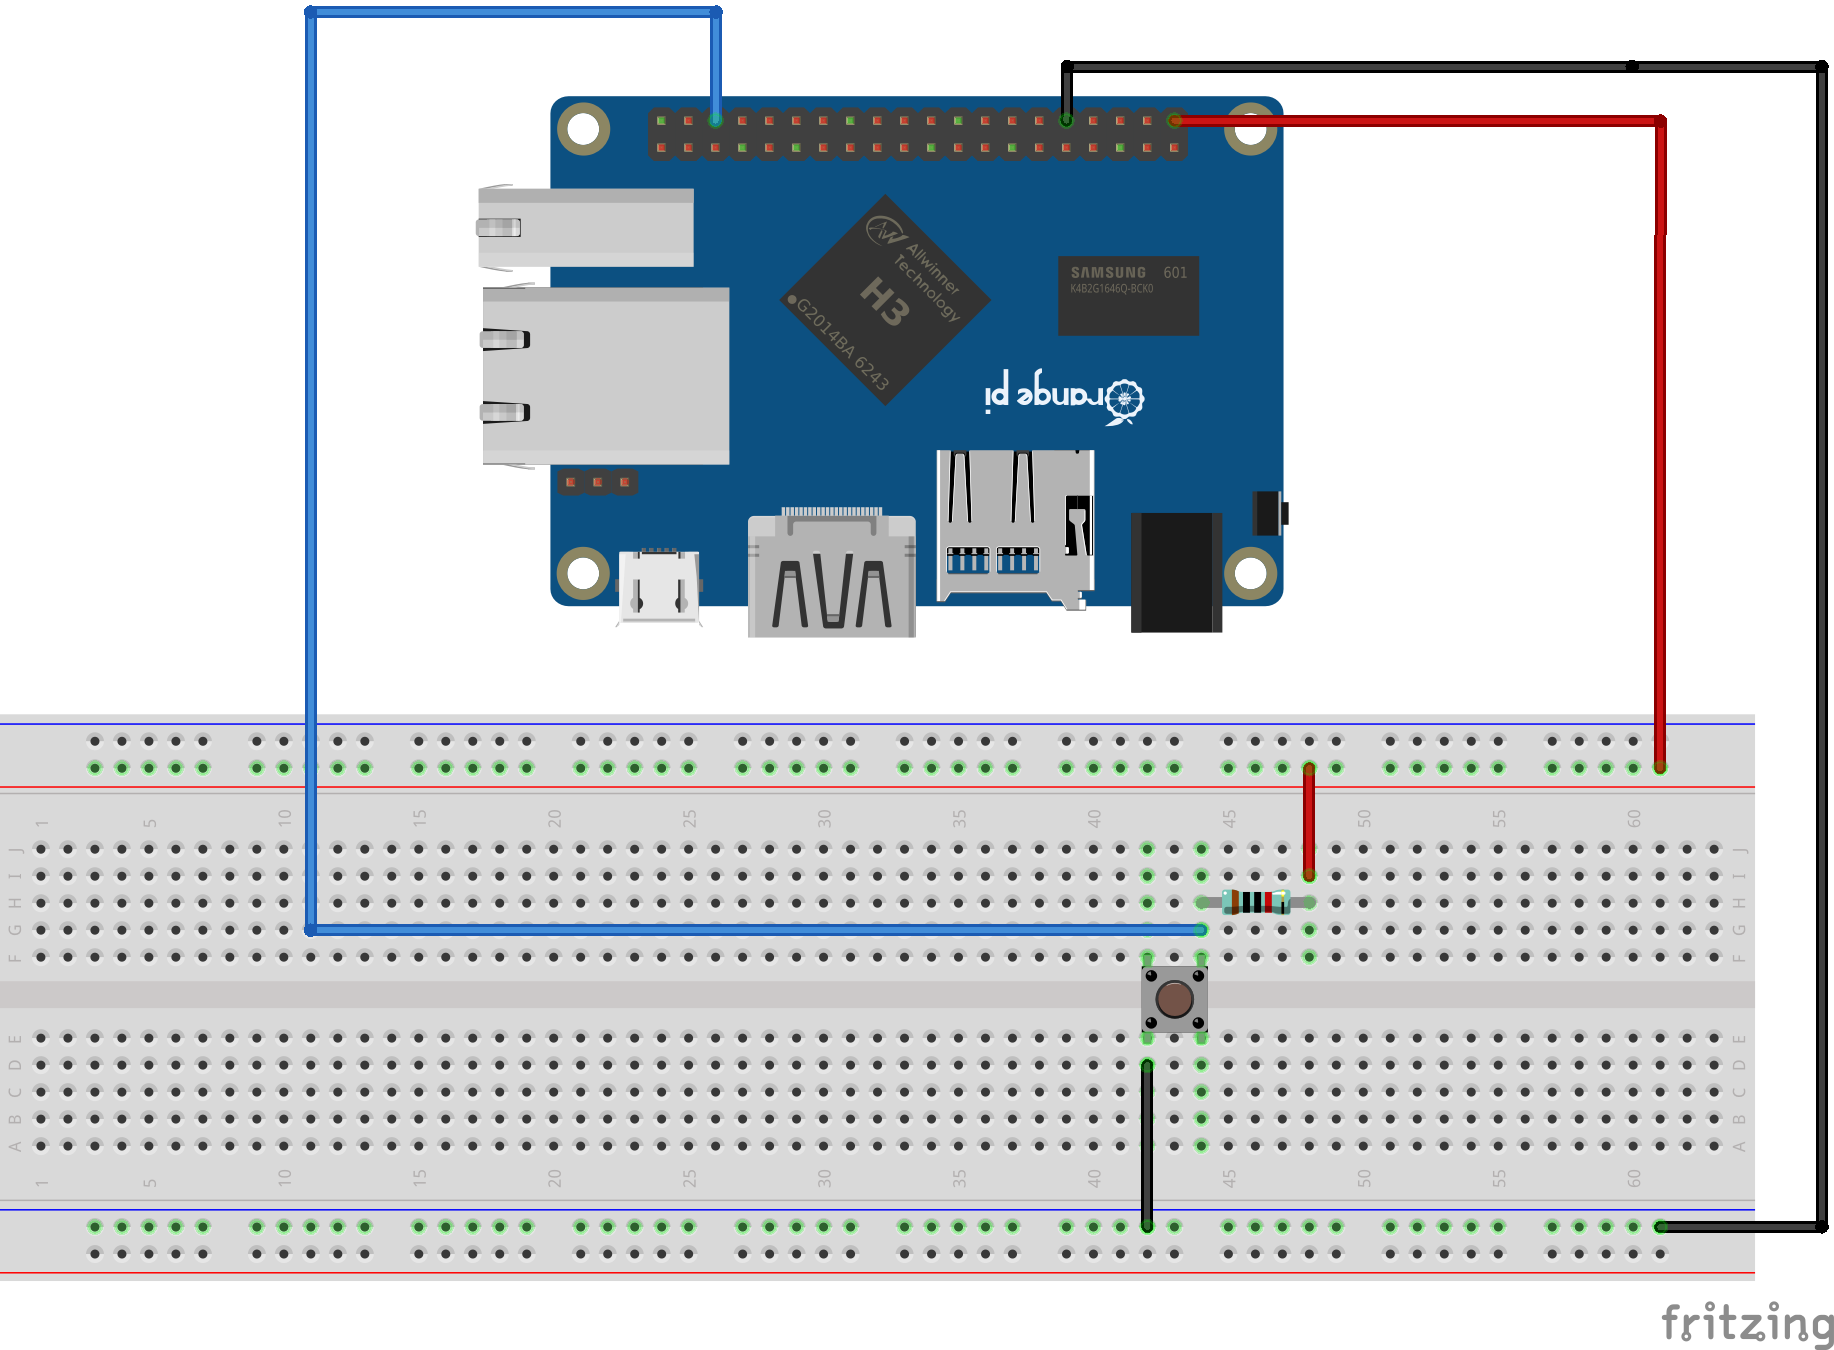 Allwinner
Technology
H3
G2014BA 6243
SAMSUNG 601
K4B2G1646Q-BCK0
range pi
1 5 10 15 20 25 30 35 40 45 50 55 60
J J
I I
H H
G G
F F
E E
D D
C C
B B
A A
1 5 10 15 20 25 30 35 40 45 50 55 60
fritzing